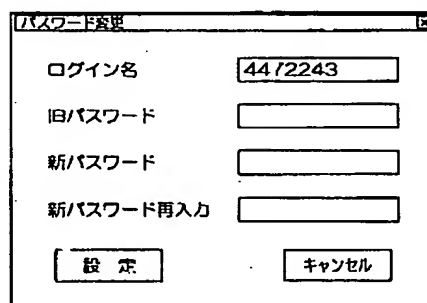 パスワード変更
ログイン名 4472243
旧パスワード
新パスワード
新パスワード再入力
設 定 キャンセル